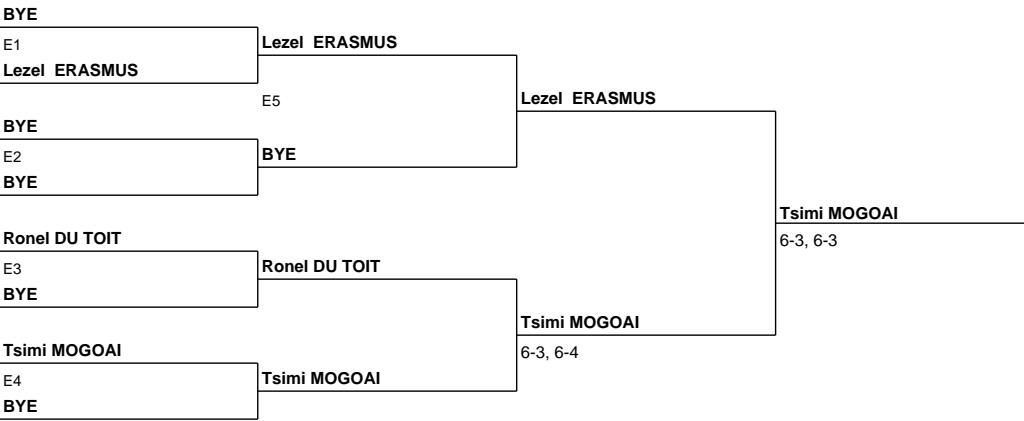 BYE
E1
Lezel ERASMUS
BYE
E2
BYE
Ronel DU TOIT
E3
BYE
Tsimi MOGOAI
E4
BYE
Lezel ERASMUS
E5
BYE
Ronel DU TOIT
Tsimi MOGOAI
Lezel ERASMUS
Tsimi MOGOAI
6-3, 6-4
Tsimi MOGOAI
6-3, 6-3